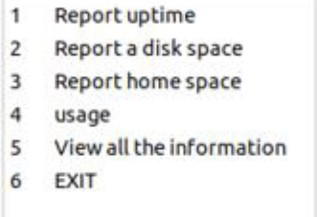 1 Report uptime
2 Report a disk space
3 Report home space
4 usage
5 View all the information
6 EXIT